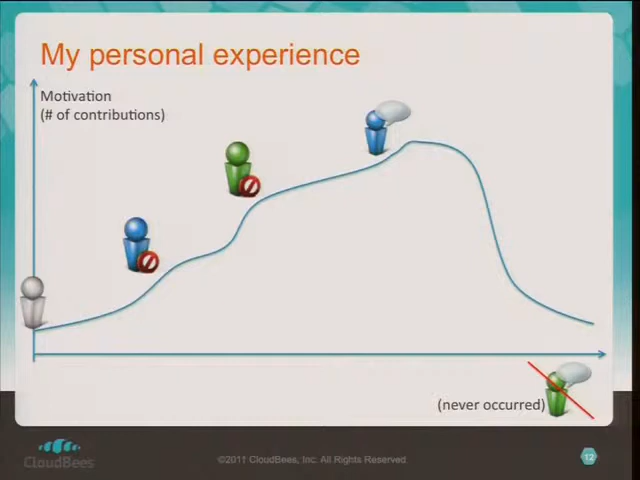 My personal experience
Motivation
(# of contributions)
(never occurred)
CloudBees
©2011 CloudBees, Inc. All Rights Reserved
12